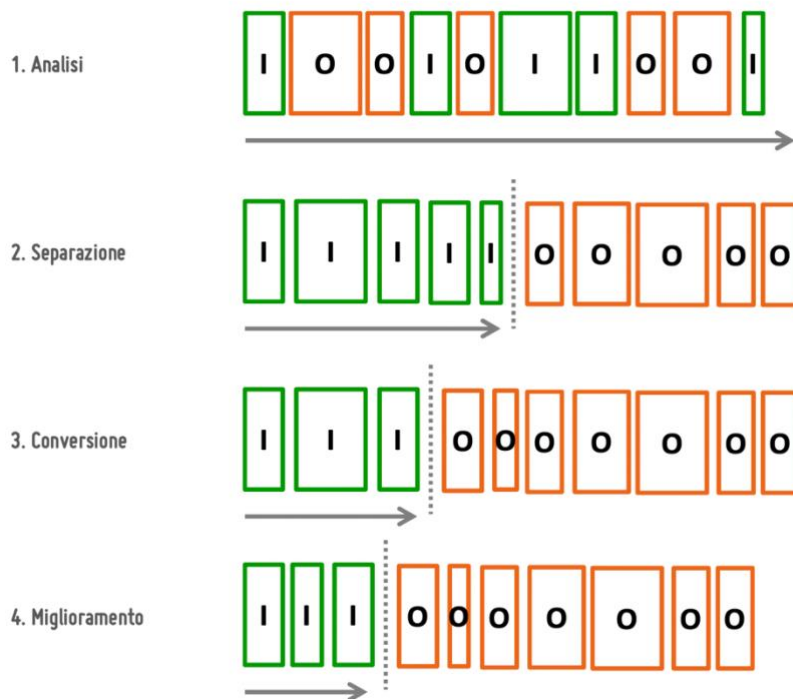 1. Analisi
I O O I O I I O O I
2. Separazione
I I I I I O O O O O
3. Conversione
I I I O O O O O O O
4. Miglioramento
I I I O O O O O O O